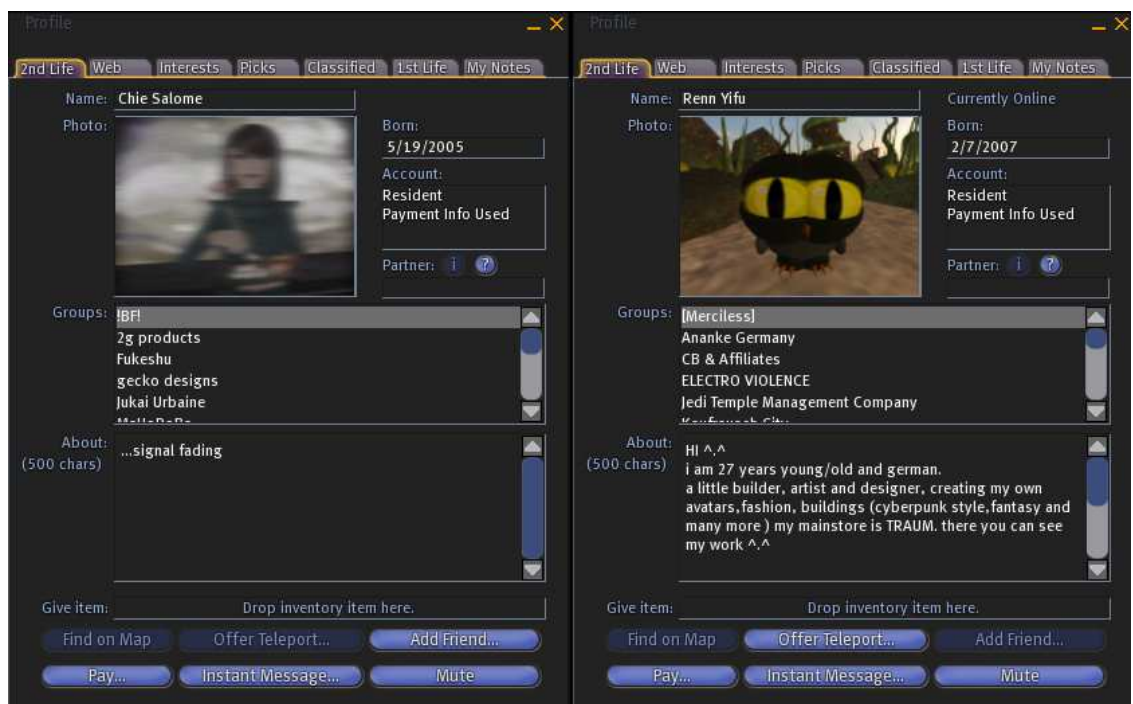 Profile
2nd Life Web Interests Picks Classified 1st Life My Notes
Name: Chie Salome
Photo:
Born:
5/19/2005
Account:
Resident
Payment Info Used
Partner: i ?
Groups: !BF!
2g products
Fukeshu
gecko designs
Jukai Urbaine
About:
(500 chars)
...signal fading
Give item: Drop inventory item here.
Find on Map Offer Teleport... Add Friend...
Pay... Instant Message... Mute
Profile
2nd Life Web Interests Picks Classified 1st Life My Notes
Name: Renn Yifu
Currently Online
Photo:
Born:
2/7/2007
Account:
Resident
Payment Info Used
Partner: i ?
Groups: [Merciless]
Ananke Germany
CB & Affiliates
ELECTRO VIOLENCE
Jedi Temple Management Company
About:
(500 chars)
HI ^.^
i am 27 years young/old and german.
a little builder, artist and designer, creating my own
avatars,fashion, buildings (cyberpunk style,fantasy and
many more ) my mainstore is TRAUM. there you can see
my work ^.^
Give item: Drop inventory item here.
Find on Map Offer Teleport... Add Friend...
Pay... Instant Message... Mute